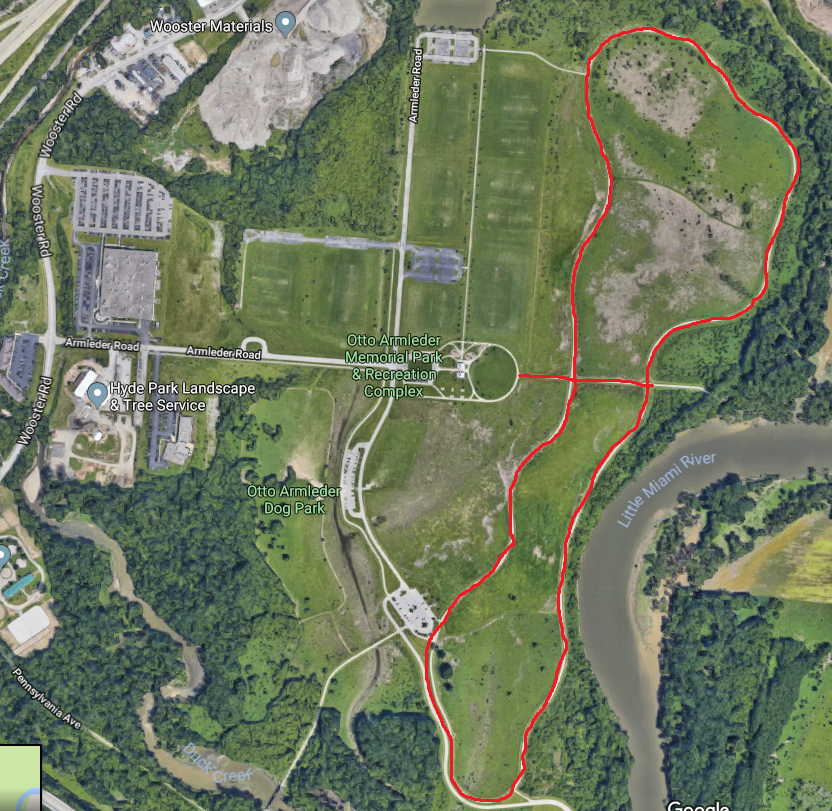 Wooster Materials
Armleder Road
Wooster Rd
Wooster Rd
Creek
Armleder Road
Armleder Road
Otto Armleder
Memorial Park
& Recreation
Complex
Hyde Park Landscape
& Tree Service
Wooster Rd
Little Miami River
Otto Armleder
Dog Park
Pennsylvania Ave
Duck Creek
Google